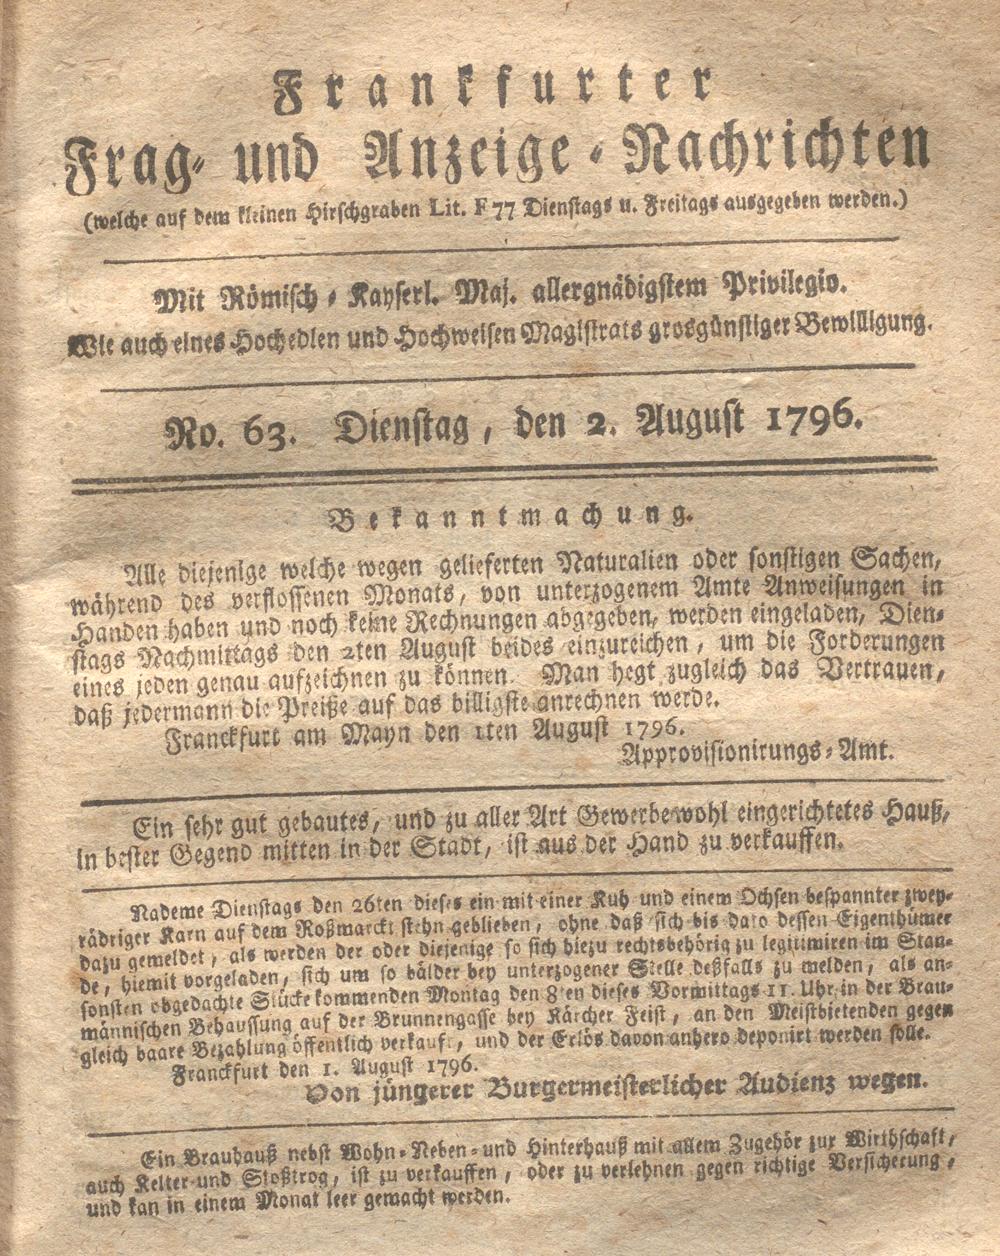 Frankfurter
Frag- und Anzeige-Nachrichten
(welche auf dem kleinen Hirschgraben Lit. F 77 Dienstags u. Freitags ausgegeben werden.)
Mit Römisch-Kayserl. Maj. allergnädigstem Privilegio.
Wie auch eines Hochedlen und Hochweisen Magistrats grosgünstiger Bewilligung.
No. 63. Dienstag, den 2. August 1796.
Bekanntmachung.
Alle diejenige welche wegen gelieferten Naturalien oder sonstigen Sachen,
während des verflossenen Monats, von unterzogenem Amte Anweisungen in
Handen haben und noch keine Rechnungen abgegeben, werden eingeladen, Dien-
stags Nachmittags den 2ten August beides einzureichen, um die Forderungen
eines jeden genau aufzeichnen zu können. Man hegt zugleich das Vertrauen,
daß jedermann die Preiße auf das billigste anrechnen werde.
Franckfurt am Mayn den 1ten August 1796.
Approvisionirungs-Amt.
Ein sehr gut gebautes, und zu aller Art Gewerbe wohl eingerichtetes Hauß,
in bester Gegend mitten in der Stadt, ist aus der Hand zu verkauffen.
Nademe Dienstags den 26ten dieses ein mit einer Kuh und einem Ochsen bespannter zwey-
rädriger Karn auf dem Roßmarckt stehn geblieben, ohne daß sich bis dato dessen Eigenthümer
dazu gemeldet, als werden der oder diejenige so sich hiezu rechtsbehörig zu legitimiren im Stan-
de, hiemit vorgeladen, sich um so bälder bey unterzogener Stelle deßfalls zu melden, als an-
sonsten obgedachte Stücke kommenden Montag den 8ten dieses Vormittags 11. Uhr in der Brau-
männischen Behaussung auf der Brunnengasse bey Kärcher Feist, an den Meistbietenden gegen
gleich baare Bezahlung öffentlich verkauft, und der Erlös davon anhero deponirt werden solle.
Franckfurt den 1. August 1796.
Von jüngerer Burgermeisterlicher Audienz wegen.
Ein Brauhauß nebst Wohn-Neben-und Hinterhauß mit allem Zugehör zur Wirthschaft,
auch Kelter und Stoßtrog, ist zu verkauffen, oder zu verlehnen gegen richtige Versicherung,
und kan in einem Monat leer gemacht werden.